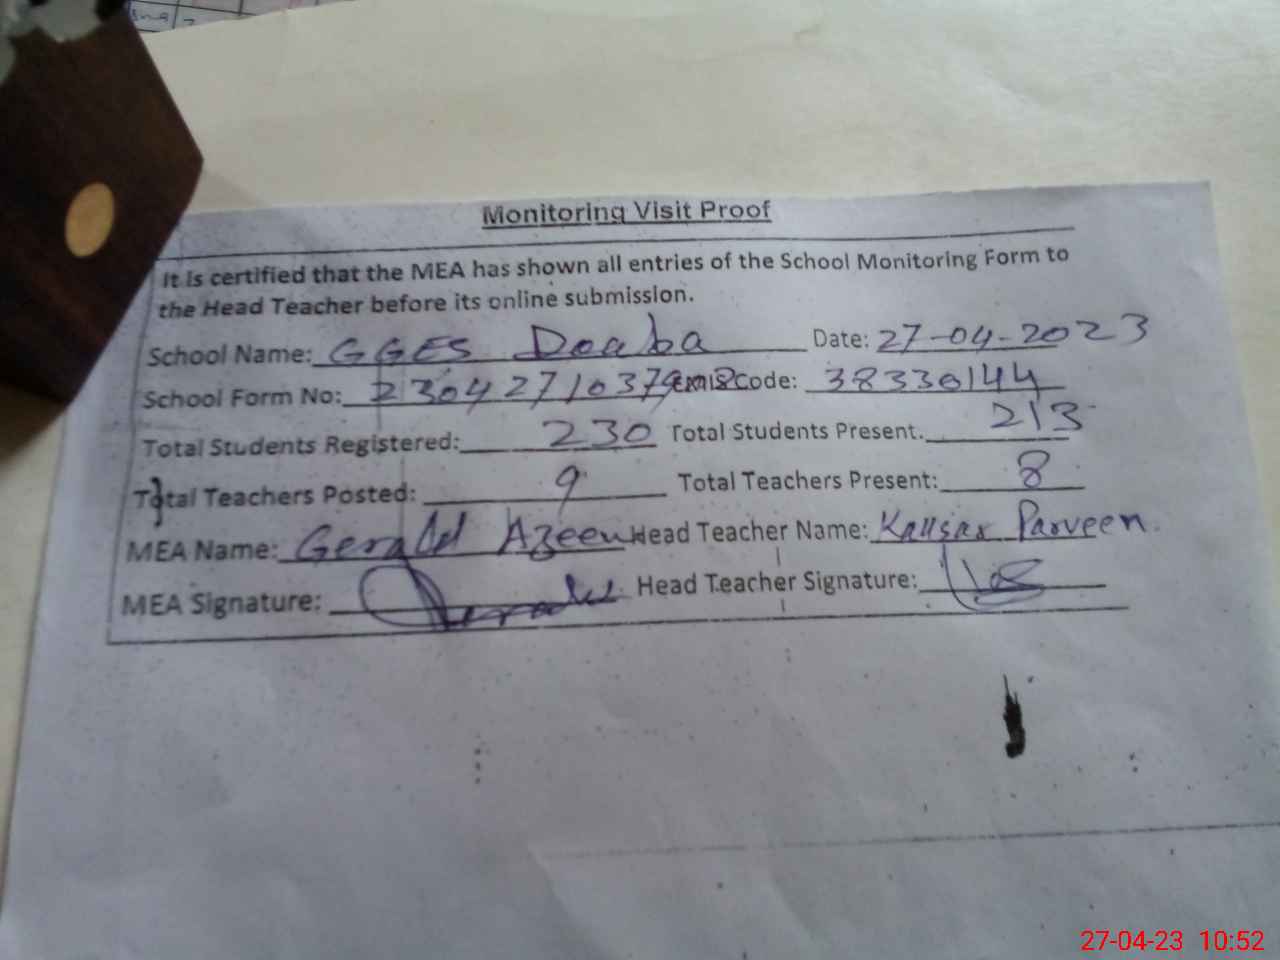 Monitoring Visit Proof
It is certified that the MEA has shown all entries of the School Monitoring Form to
the Head Teacher before its online submission.
School Name: GGES Doaba Date: 27-04-2023
School Form No: 23042710379 Code: 38330144
Total Students Registered: 230 Total Students Present. 213
Total Teachers Posted: 9 Total Teachers Present: 8
MEA Name: Gerald Azeem Head Teacher Name: Kausar Parveen.
MEA Signature: Head Teacher Signature:
27-04-23 10:52